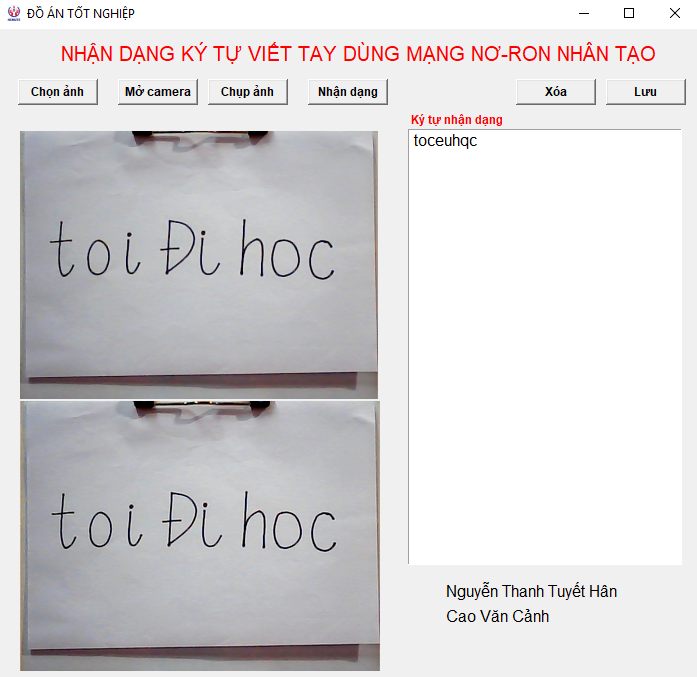 ĐỒ ÁN TỐT NGHIỆP
NHẬN DẠNG KÝ TỰ VIẾT TAY DÙNG MẠNG NƠ-RON NHÂN TẠO
Chọn ảnh Mở camera Chụp ảnh Nhận dạng Xóa Lưu
Ký tự nhận dạng
toceuhqc
toi Đi hoc
toi Đi hoc
Nguyễn Thanh Tuyết Hân
Cao Văn Cảnh